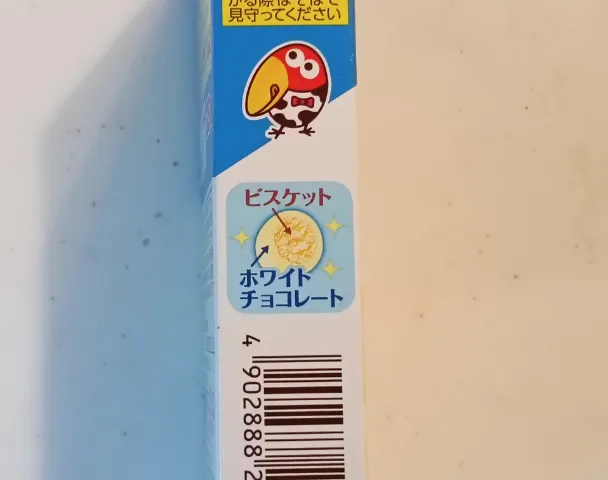 見守ってください
ビスケット
ホワイト
チョコレート
4 902888 2